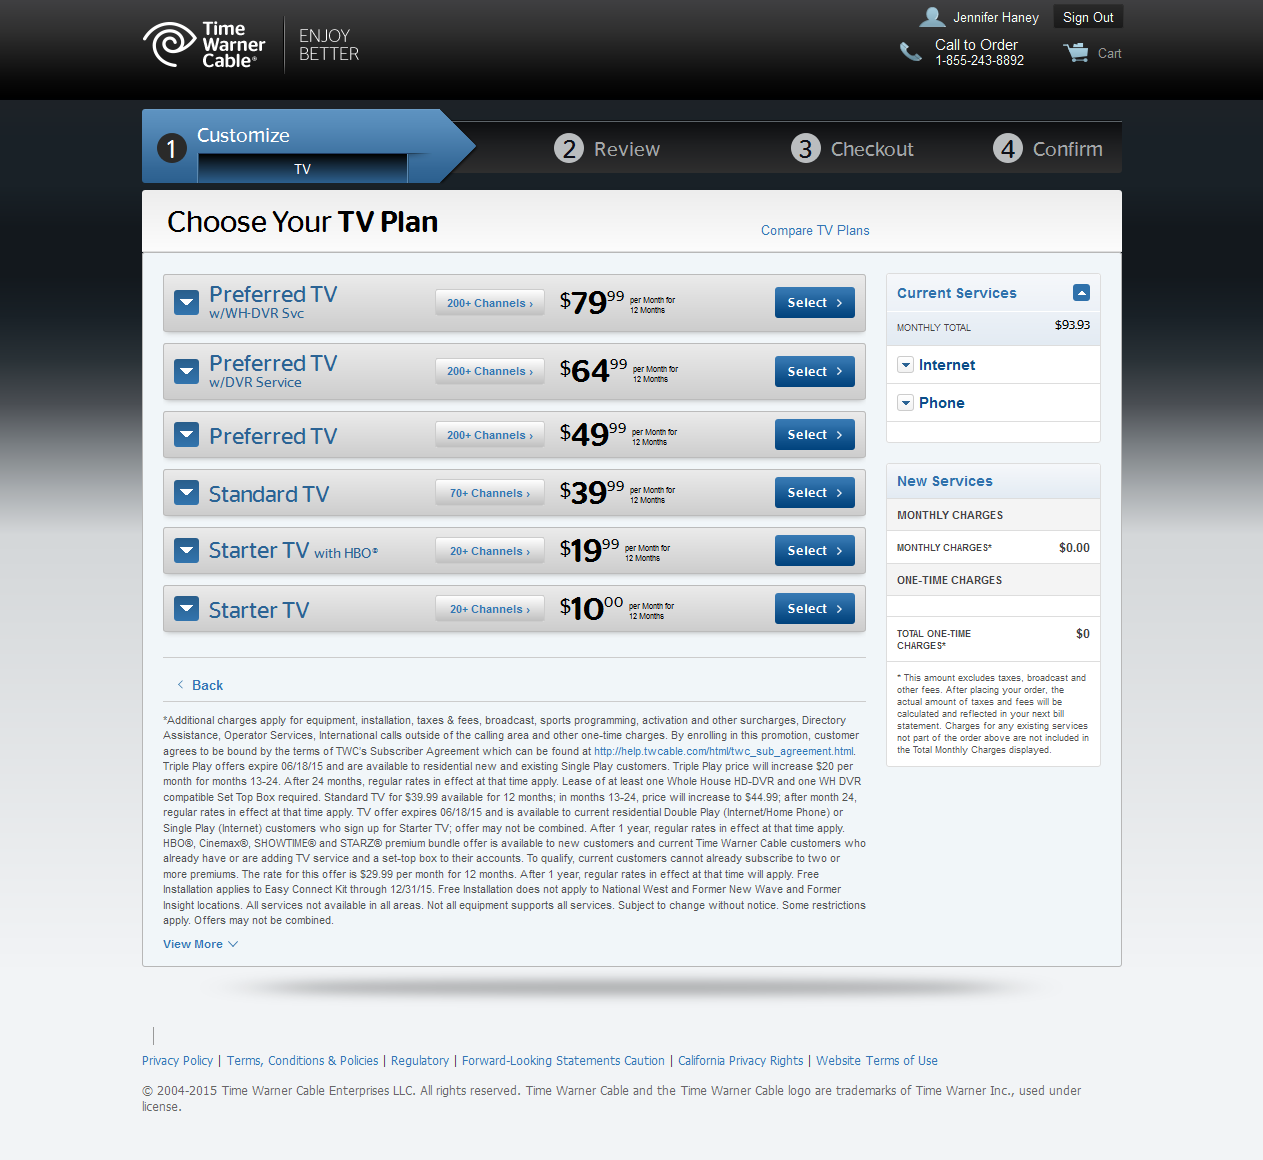 Time Warner Cable®
ENJOY BETTER
Jennifer Haney
Sign Out
Call to Order
1-855-243-8892
Cart
1 Customize
TV
2 Review
3 Checkout
4 Confirm
Choose Your TV Plan
Compare TV Plans
Preferred TV
w/WH-DVR Svc
200+ Channels ›
$79.99 per Month for
12 Months
Select ›
Preferred TV
w/DVR Service
200+ Channels ›
$64.99 per Month for
12 Months
Select ›
Preferred TV
200+ Channels ›
$49.99 per Month for
12 Months
Select ›
Standard TV
70+ Channels ›
$39.99 per Month for
12 Months
Select ›
Starter TV with HBO®
20+ Channels ›
$19.99 per Month for
12 Months
Select ›
Starter TV
20+ Channels ›
$10.00 per Month for
12 Months
Select ›
‹ Back
*Additional charges apply for equipment, installation, taxes & fees, broadcast, sports programming, activation and other surcharges, Directory
Assistance, Operator Services, International calls outside of the calling area and other one-time charges. By enrolling in this promotion, customer
agrees to be bound by the terms of TWC's Subscriber Agreement which can be found at http://help.twcable.com/html/twc_sub_agreement.html.
Triple Play offers expire 06/18/15 and are available to residential new and existing Single Play customers. Triple Play price will increase $20 per
month for months 13-24. After 24 months, regular rates in effect at that time apply. Lease of at least one Whole House HD-DVR and one WH DVR
compatible Set Top Box required. Standard TV for $39.99 available for 12 months; in months 13-24, price will increase to $44.99; after month 24,
regular rates in effect at that time apply. TV offer expires 06/18/15 and is available to current residential Double Play (Internet/Home Phone) or
Single Play (Internet) customers who sign up for Starter TV; offer may not be combined. After 1 year, regular rates in effect at that time apply.
HBO®, Cinemax®, SHOWTIME® and STARZ® premium bundle offer is available to new customers and current Time Warner Cable customers who
already have or are adding TV service and a set-top box to their accounts. To qualify, current customers cannot already subscribe to two or
more premiums. The rate for this offer is $29.99 per month for 12 months. After 1 year, regular rates in effect at that time will apply. Free
Installation applies to Easy Connect Kit through 12/31/15. Free Installation does not apply to National West and Former New Wave and Former
Insight locations. All services not available in all areas. Not all equipment supports all services. Subject to change without notice. Some restrictions
apply. Offers may not be combined.
View More
Current Services
MONTHLY TOTAL $93.93
Internet
Phone
New Services
MONTHLY CHARGES
MONTHLY CHARGES* $0.00
ONE-TIME CHARGES
TOTAL ONE-TIME
CHARGES* $0
* This amount excludes taxes, broadcast and
other fees. After placing your order, the
actual amount of taxes and fees will be
calculated and reflected in your next bill
statement. Charges for any existing services
not part of the order above are not included in
the Total Monthly Charges displayed.
Privacy Policy | Terms, Conditions & Policies | Regulatory | Forward-Looking Statements Caution | California Privacy Rights | Website Terms of Use
© 2004-2015 Time Warner Cable Enterprises LLC. All rights reserved. Time Warner Cable and the Time Warner Cable logo are trademarks of Time Warner Inc., used under
license.